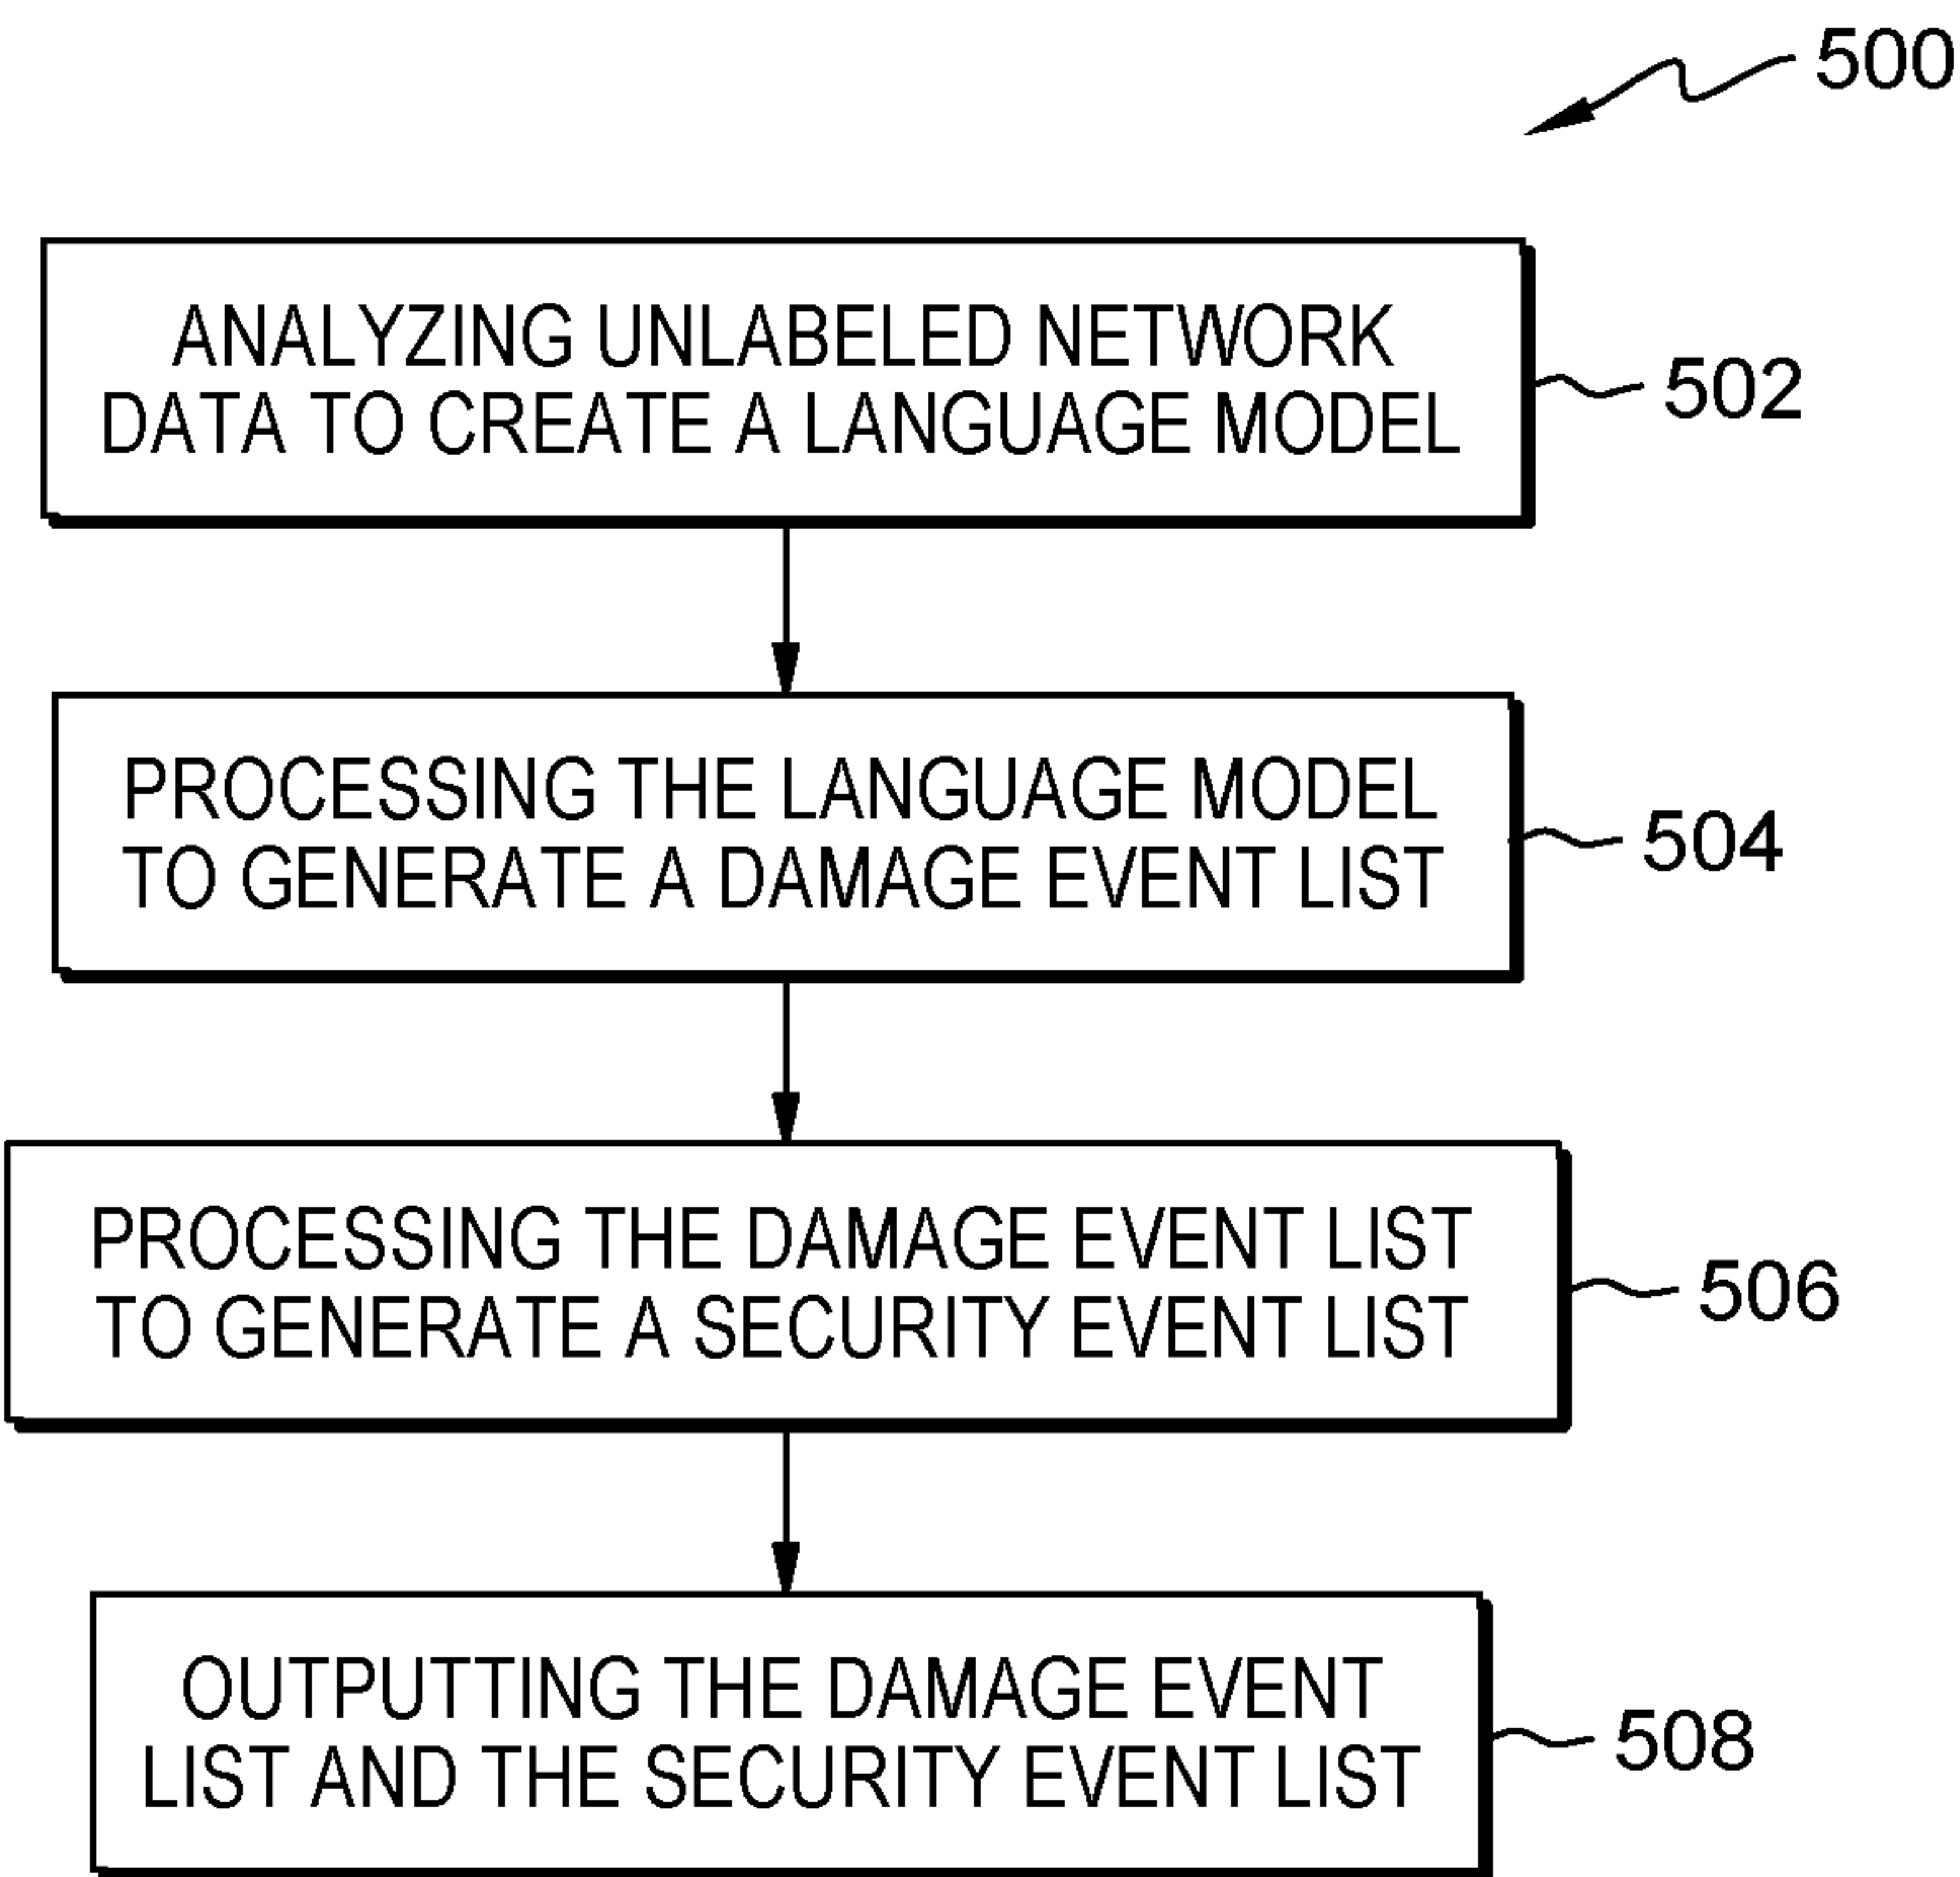 500
ANALYZING UNLABELED NETWORK
DATA TO CREATE A LANGUAGE MODEL
502
PROCESSING THE LANGUAGE MODEL
TO GENERATE A DAMAGE EVENT LIST
504
PROCESSING THE DAMAGE EVENT LIST
TO GENERATE A SECURITY EVENT LIST
506
OUTPUTTING THE DAMAGE EVENT
LIST AND THE SECURITY EVENT LIST
508